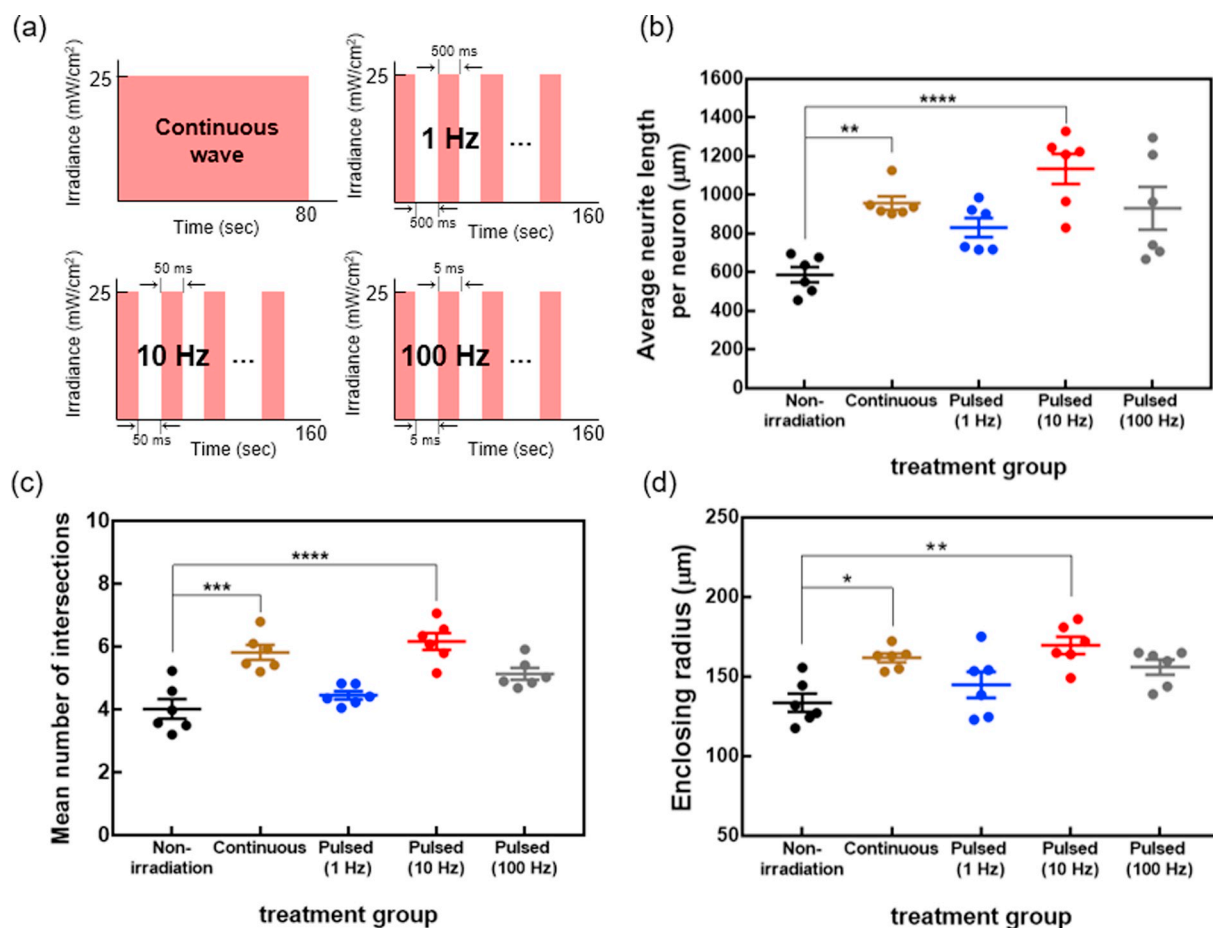 (a)
Irradiance (mW/cm²)
25
Continuous
wave
Time (sec)
80
Irradiance (mW/cm²)
25
500 ms
1 Hz
...
500 ms
Time (sec)
160
Irradiance (mW/cm²)
25
50 ms
10 Hz
...
50 ms
Time (sec)
160
Irradiance (mW/cm²)
25
5 ms
100 Hz
...
5 ms
Time (sec)
160
(b)
Average neurite length
per neuron (μm)
1600
1400
1200
1000
800
600
400
200
0
****
**
Non-
irradiation
Continuous
Pulsed
(1 Hz)
Pulsed
(10 Hz)
Pulsed
(100 Hz)
treatment group
(c)
Mean number of intersections
10
8
6
4
2
0
****
***
Non-
irradiation
Continuous
Pulsed
(1 Hz)
Pulsed
(10 Hz)
Pulsed
(100 Hz)
treatment group
(d)
Enclosing radius (μm)
250
200
150
100
50
**
*
Non-
irradiation
Continuous
Pulsed
(1 Hz)
Pulsed
(10 Hz)
Pulsed
(100 Hz)
treatment group